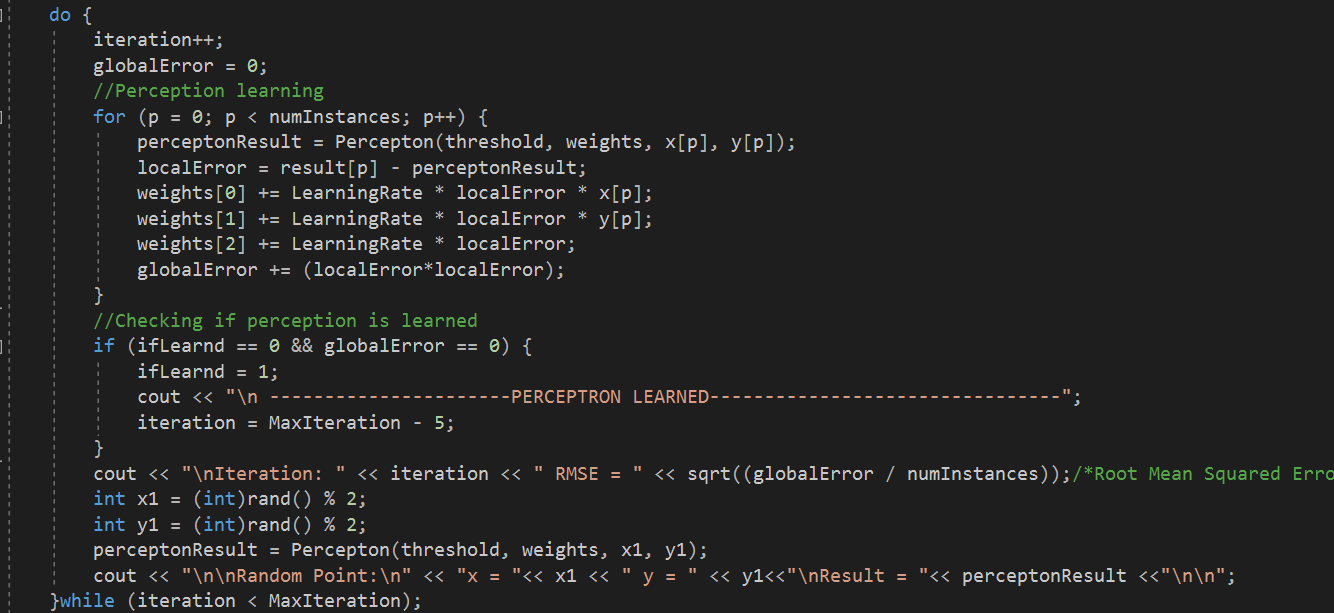 do {
iteration++;
globalError = 0;
//Perception learning
for (p = 0; p < numInstances; p++) {
perceptonResult = Percepton(threshold, weights, x[p], y[p]);
localError = result[p] - perceptonResult;
weights[0] += LearningRate * localError * x[p];
weights[1] += LearningRate * localError * y[p];
weights[2] += LearningRate * localError;
globalError += (localError*localError);
}
//Checking if perception is learned
if (ifLearnd == 0 && globalError == 0) {
ifLearnd = 1;
cout << "\n ----------------------PERCEPTRON LEARNED--------------------------------";
iteration = MaxIteration - 5;
}
cout << "\nIteration: " << iteration << " RMSE = " << sqrt((globalError / numInstances));/*Root Mean Squared Erro
int x1 = (int)rand() % 2;
int y1 = (int)rand() % 2;
perceptonResult = Percepton(threshold, weights, x1, y1);
cout << "\n\nRandom Point:\n" << "x = "<< x1 << " y = " << y1<<"\nResult = "<< perceptonResult <<"\n\n";
}while (iteration < MaxIteration);